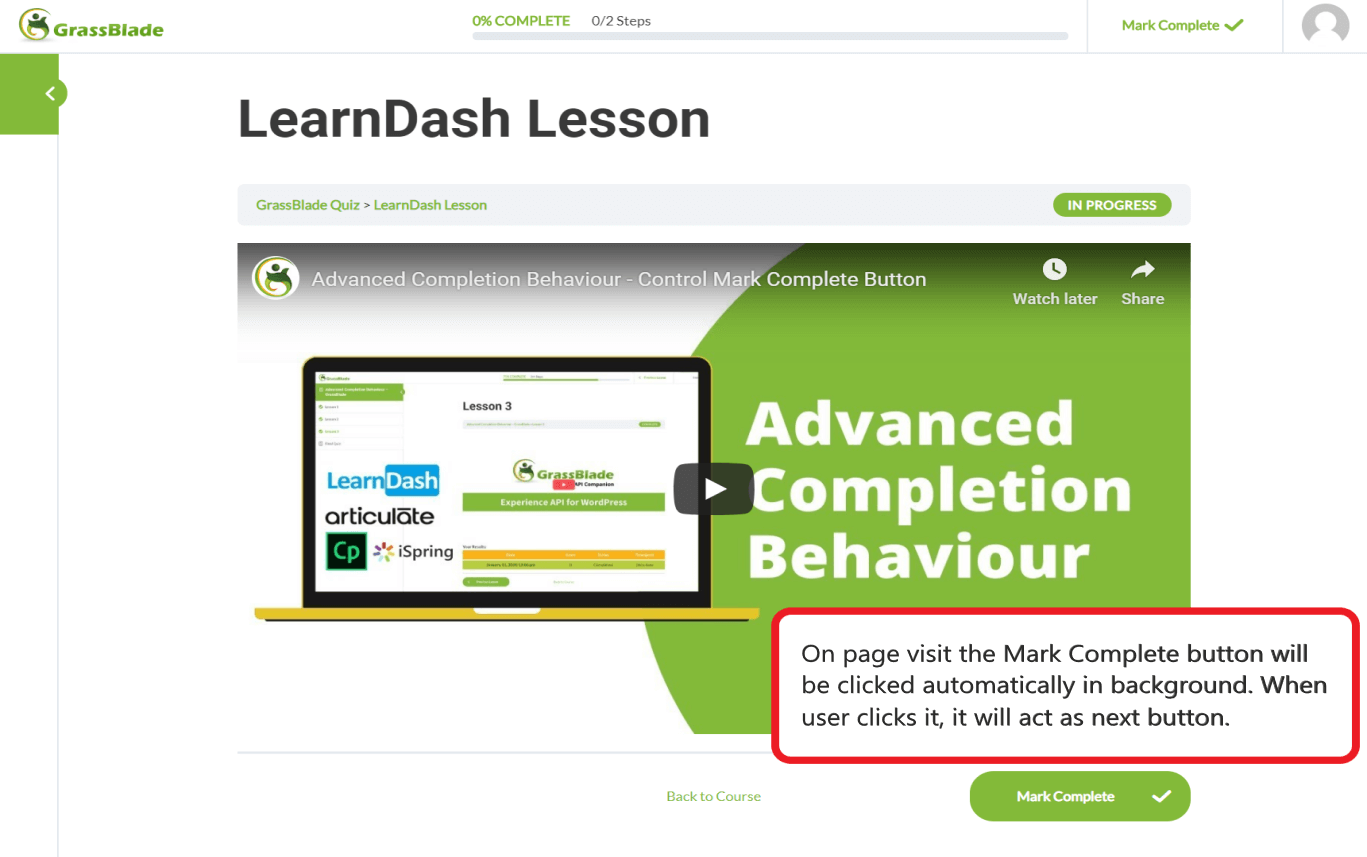 GrassBlade
0% COMPLETE 0/2 Steps
Mark Complete
LearnDash Lesson
GrassBlade Quiz > LearnDash Lesson
IN PROGRESS
Advanced Completion Behaviour - Control Mark Complete Button
Watch later
Share
GrassBlade
Lesson 3
LearnDash
articulate
Cp
iSpring
GrassBlade
xAPI Companion
Experience API for WordPress
Your Results:
Advanced
Completion
Behaviour
On page visit the Mark Complete button will
be clicked automatically in background. When
user clicks it, it will act as next button.
Back to Course
Mark Complete